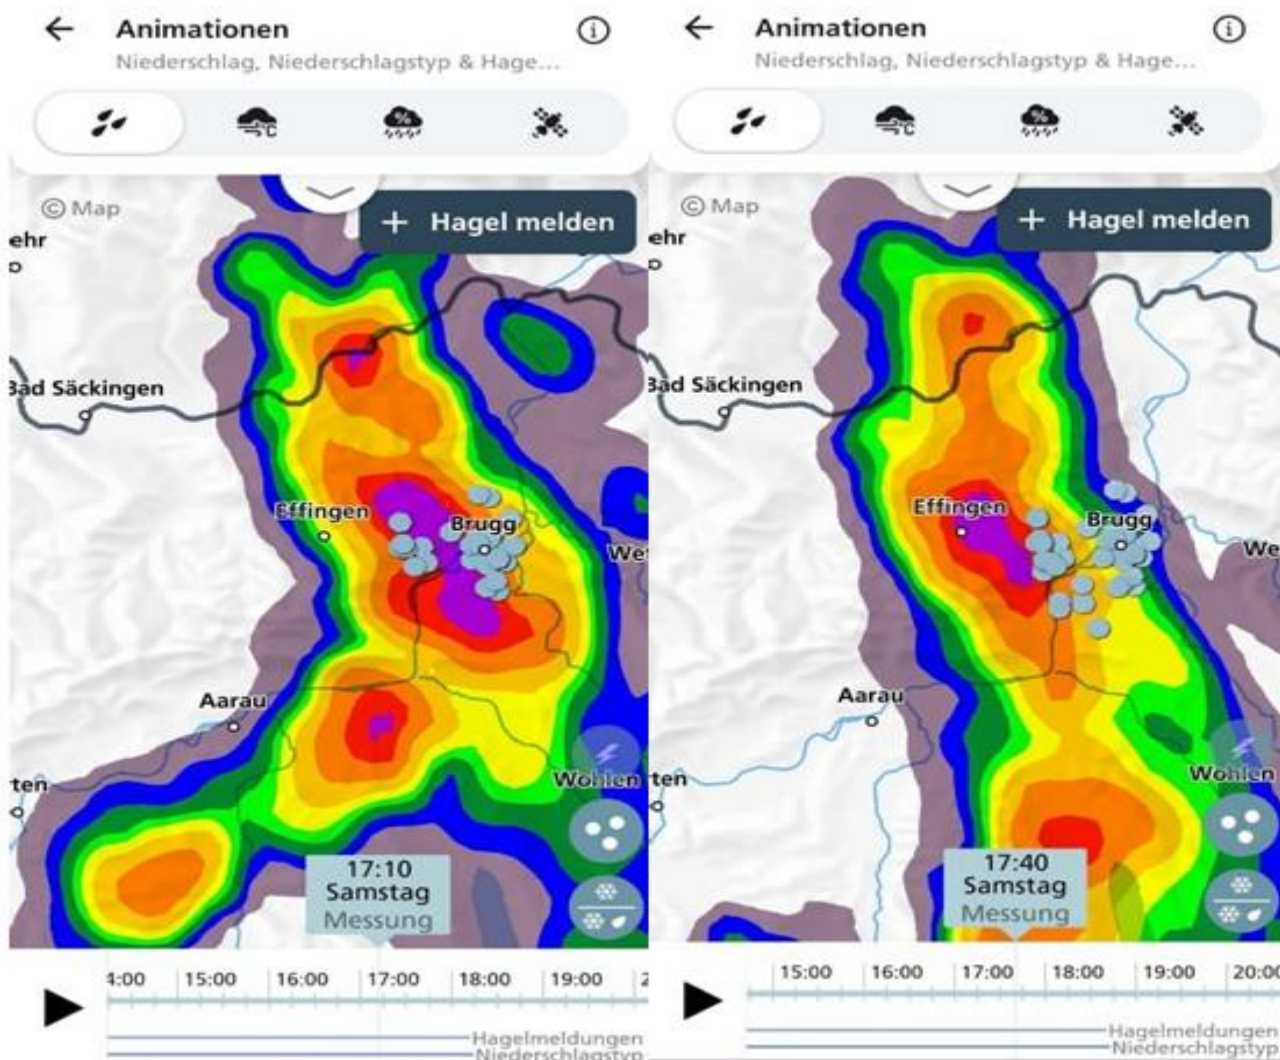 Animationen
Niederschlag, Niederschlagstyp & Hage...
© Map
+ Hagel melden
ehr
Bad Säckingen
Effingen
Brugg
We
Aarau
ten
Wohlen
17:10
Samstag
Messung
4:00 15:00 16:00 17:00 18:00 19:00 2
Hagelmeldungen
Niederschlagstyp
Animationen
Niederschlag, Niederschlagstyp & Hage...
© Map
+ Hagel melden
ehr
Bad Säckingen
Effingen
Brugg
We
Aarau
ten
Wohlen
17:40
Samstag
Messung
15:00 16:00 17:00 18:00 19:00 20:00
Hagelmeldungen
Niederschlagstyp